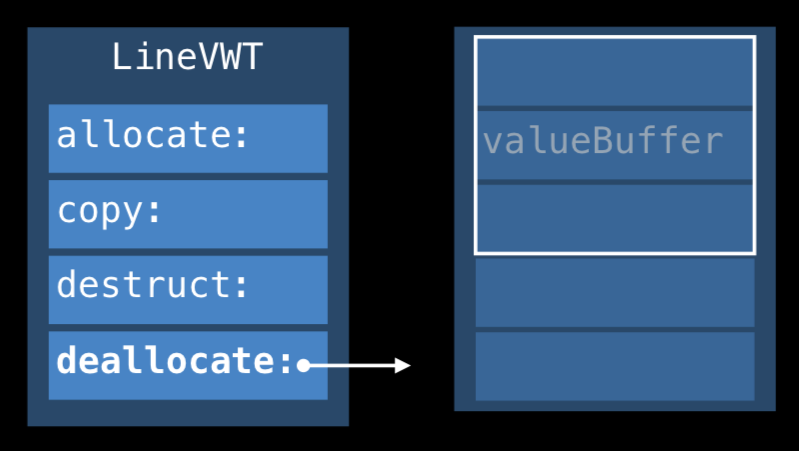 LineVWT
allocate:
copy:
destruct:
deallocate:
valueBuffer